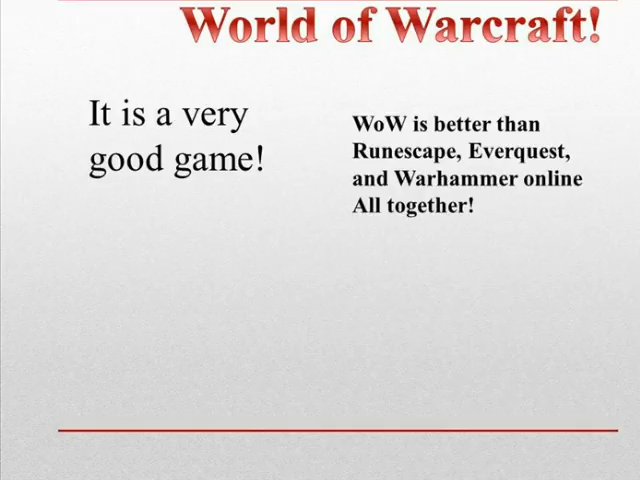 World of Warcraft!
It is a very
good game!
WoW is better than
Runescape, Everquest,
and Warhammer online
All together!